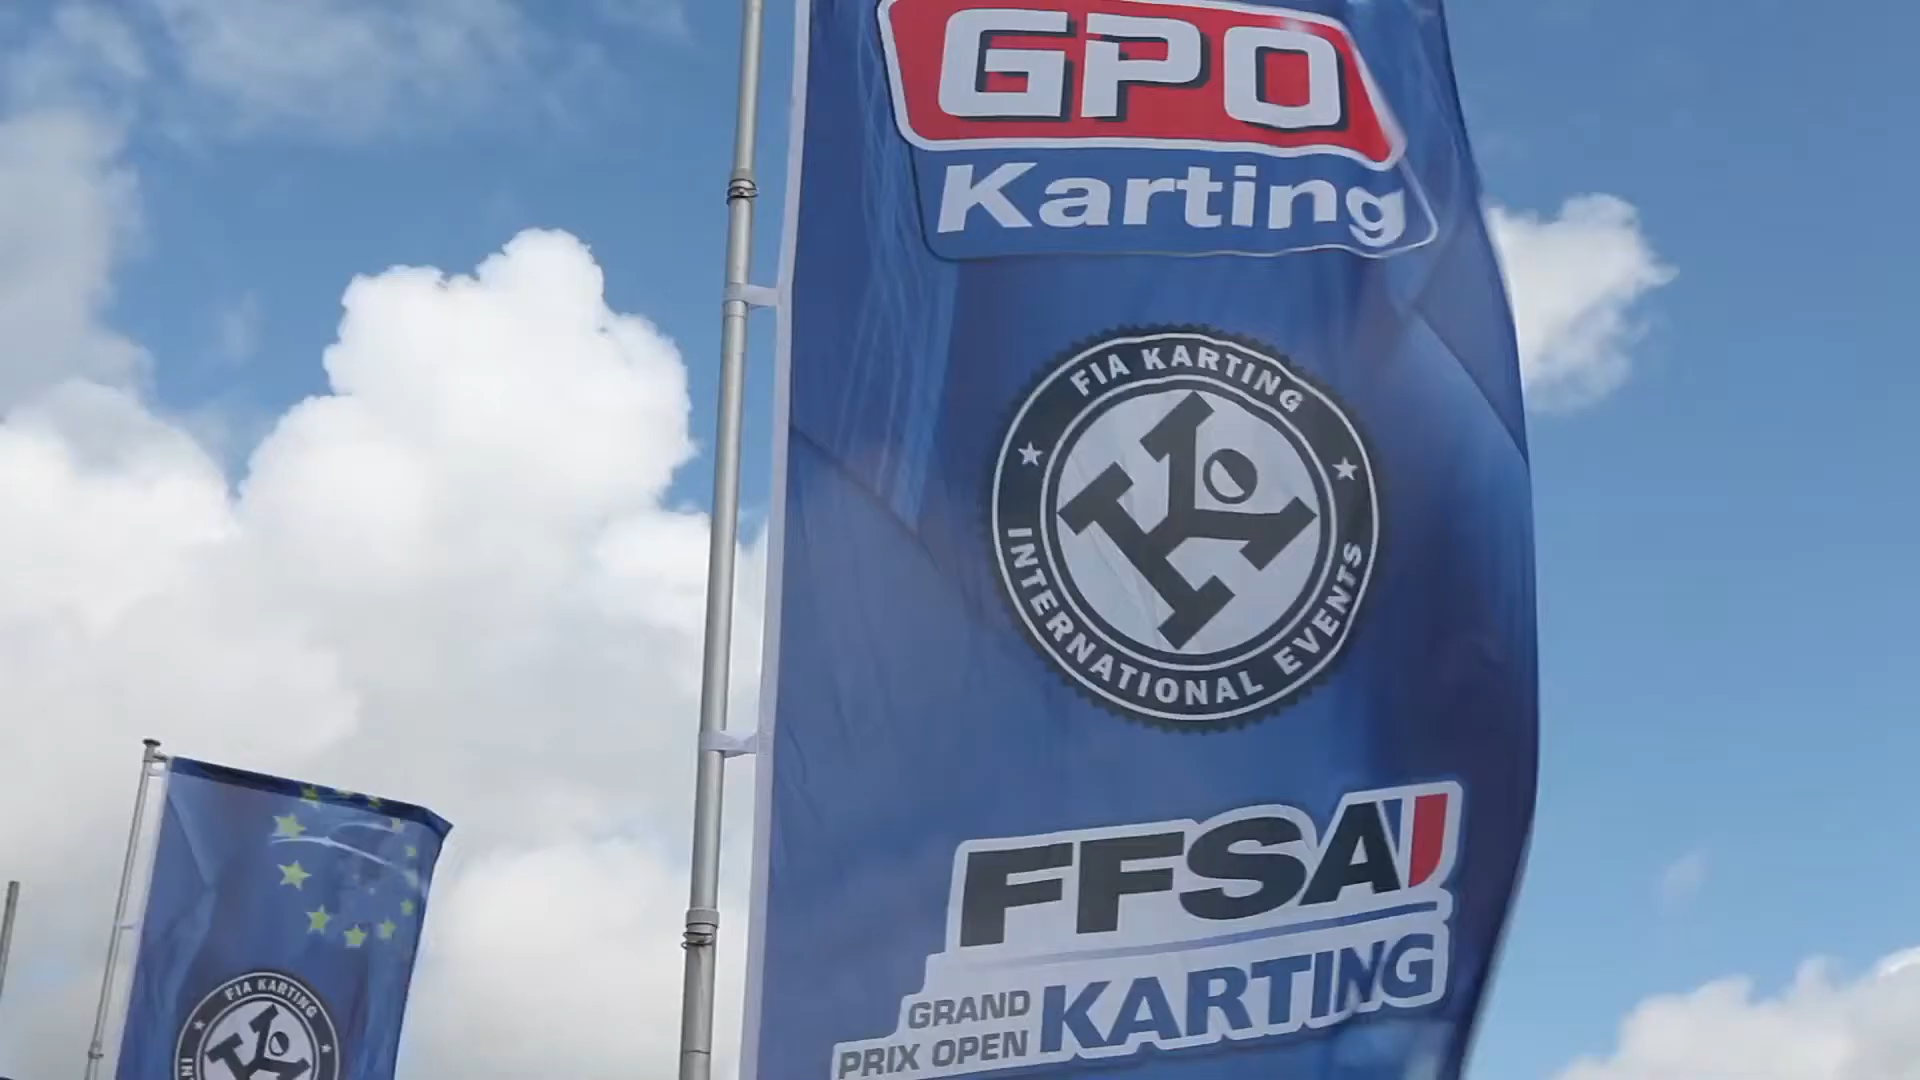 GPO
Karting
FIA KARTING
INTERNATIONAL EVENTS
FFSA
GRAND
PRIX OPEN
KARTING
FIA KARTING